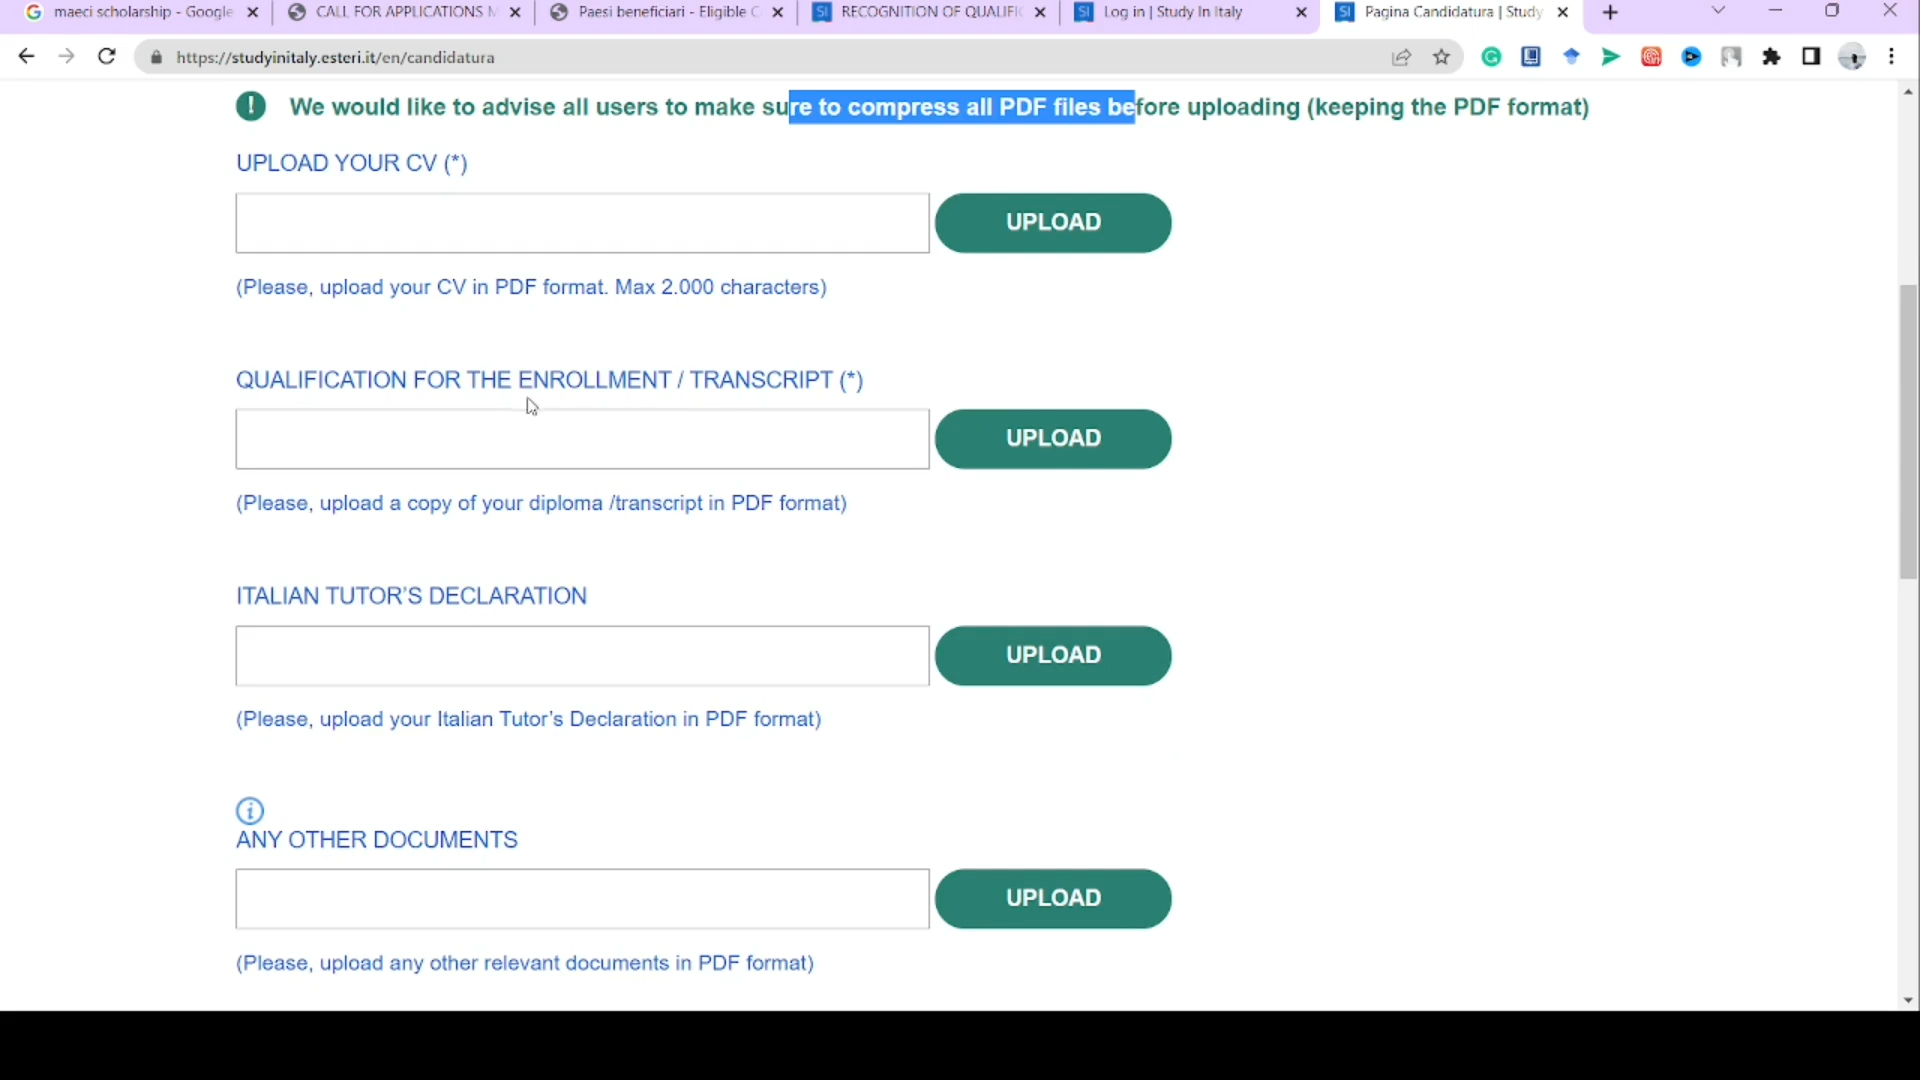 maeci scholarship - Google
CALL FOR APPLICATIONS M
Paesi beneficiari - Eligible C
SI RECOGNITION OF QUALIFIC
SI Log in | Study In Italy
SI Pagina Candidatura | Study
https://studyinitaly.esteri.it/en/candidatura
We would like to advise all users to make sure to compress all PDF files before uploading (keeping the PDF format)
UPLOAD YOUR CV (*)
UPLOAD
(Please, upload your CV in PDF format. Max 2.000 characters)
QUALIFICATION FOR THE ENROLLMENT / TRANSCRIPT (*)
UPLOAD
(Please, upload a copy of your diploma /transcript in PDF format)
ITALIAN TUTOR'S DECLARATION
UPLOAD
(Please, upload your Italian Tutor's Declaration in PDF format)
ANY OTHER DOCUMENTS
UPLOAD
(Please, upload any other relevant documents in PDF format)